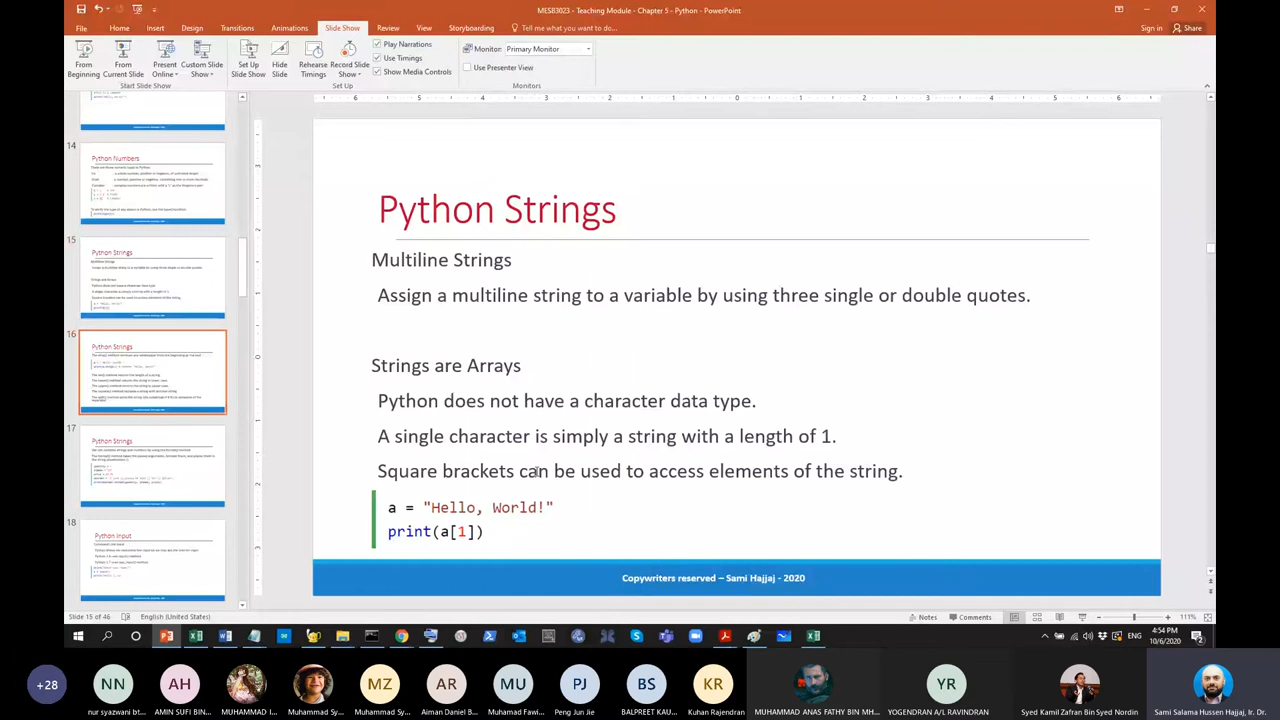 MESB3023 - Teaching Module - Chapter 5 - Python - PowerPoint
File
Home
Insert
Design
Transitions
Animations
Slide Show
Review
View
Storyboarding
Tell me what you want to do...
Sign in
Share
From Beginning
From Current Slide
Present Online
Custom Slide Show
Set Up Slide Show
Hide Slide
Rehearse Timings
Record Slide Show
Play Narrations
Use Timings
Show Media Controls
Monitor: Primary Monitor
Use Presenter View
Start Slide Show
Set Up
Monitors
14
Python Numbers
15
Python Strings
16
Python Strings
17
Python Strings
18
Python Input
Python Strings
Multiline Strings
Assign a multiline string to a variable by using three single or double quotes.
Strings are Arrays
Python does not have a character data type.
A single character is simply a string with a length of 1.
Square brackets can be used to access elements of the string.
a = "Hello, World!"
print(a[1])
Copywriters reserved – Sami Hajjaj - 2020
Slide 15 of 46
English (United States)
Notes
Comments
111%
ENG
4:54 PM
10/6/2020
+28
NN
nur syazwani bt...
AH
AMIN SUFI BIN...
MUHAMMAD I...
Muhammad Sy...
MZ
Muhammad Sy...
AR
Aiman Daniel B...
MU
Muhamad Fawi...
PJ
Peng Jun Jie
BS
BALPREET KAU...
KR
Kuhan Rajendran
MUHAMMAD ANAS FATHY BIN MH...
YR
YOGENDRAN A/L RAVINDRAN
Syed Kamil Zafran Bin Syed Nordin
Sami Salama Hussen Hajjaj, Ir. Dr.